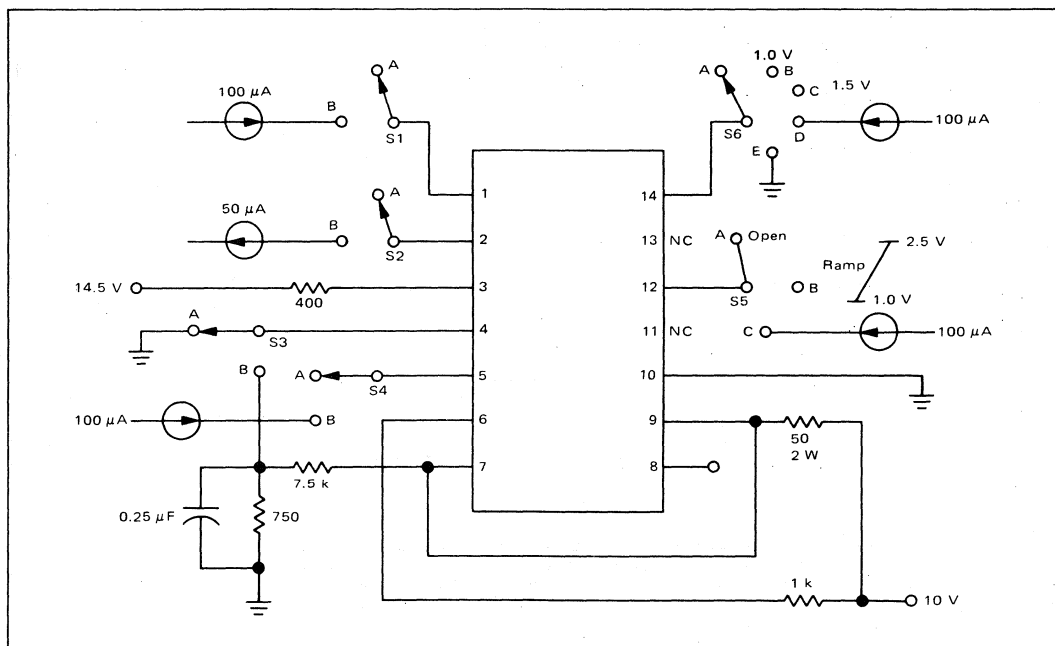 1.0 V
A
A
B
100 µA
C
1.5 V
B
D
100 µA
S1
S6
E
50 µA
A
1
14
B
2
13
NC
A
Open
2.5 V
S2
Ramp
14.5 V
3
12
B
400
S5
1.0 V
A
4
11
NC
C
100 µA
S3
B
A
5
10
S4
100 µA
B
6
9
50
2 W
7
8
7.5 k
0.25 µF
750
1 k
10 V